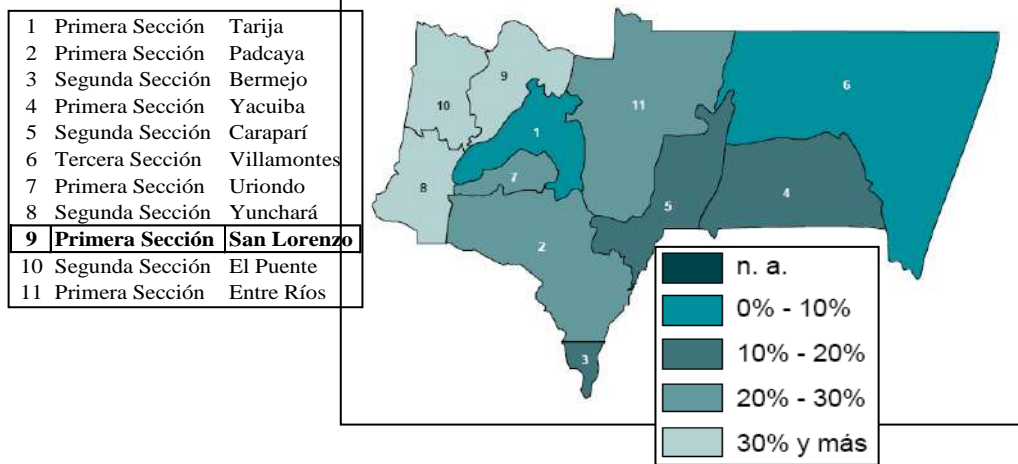 1 Primera Sección Tarija
2 Primera Sección Padcaya
3 Segunda Sección Bermejo
4 Primera Sección Yacuiba
5 Segunda Sección Caraparí
6 Tercera Sección Villamontes
7 Primera Sección Uriondo
8 Segunda Sección Yunchará
9 Primera Sección San Lorenzo
10 Segunda Sección El Puente
11 Primera Sección Entre Ríos
9
10
11
6
1
7
8
5
4
2
3
n. a.
0% - 10%
10% - 20%
20% - 30%
30% y más